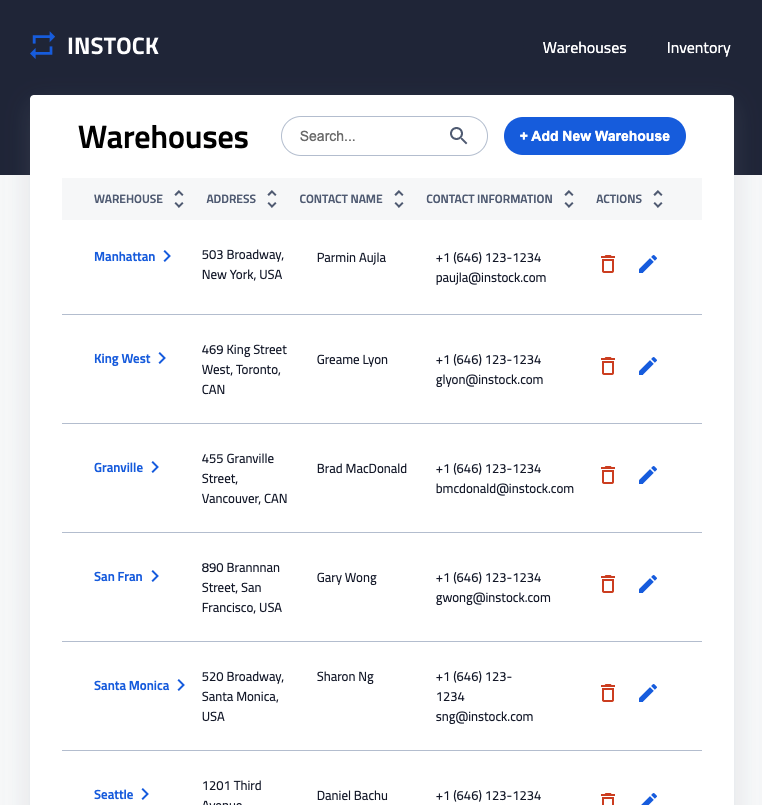 INSTOCK
Warehouses Inventory
Warehouses
Search...
+ Add New Warehouse
WAREHOUSE ADDRESS CONTACT NAME CONTACT INFORMATION ACTIONS
Manhattan
503 Broadway,
New York, USA
Parmin Aujla
+1 (646) 123-1234
paujla@instock.com
King West
469 King Street
West, Toronto,
CAN
Greame Lyon
+1 (646) 123-1234
glyon@instock.com
Granville
455 Granville
Street,
Vancouver, CAN
Brad MacDonald
+1 (646) 123-1234
bmcdonald@instock.com
San Fran
890 Brannnan
Street, San
Francisco, USA
Gary Wong
+1 (646) 123-1234
gwong@instock.com
Santa Monica
520 Broadway,
Santa Monica,
USA
Sharon Ng
+1 (646) 123-
1234
sng@instock.com
Seattle
1201 Third
Avenue
Daniel Bachu
+1 (646) 123-1234